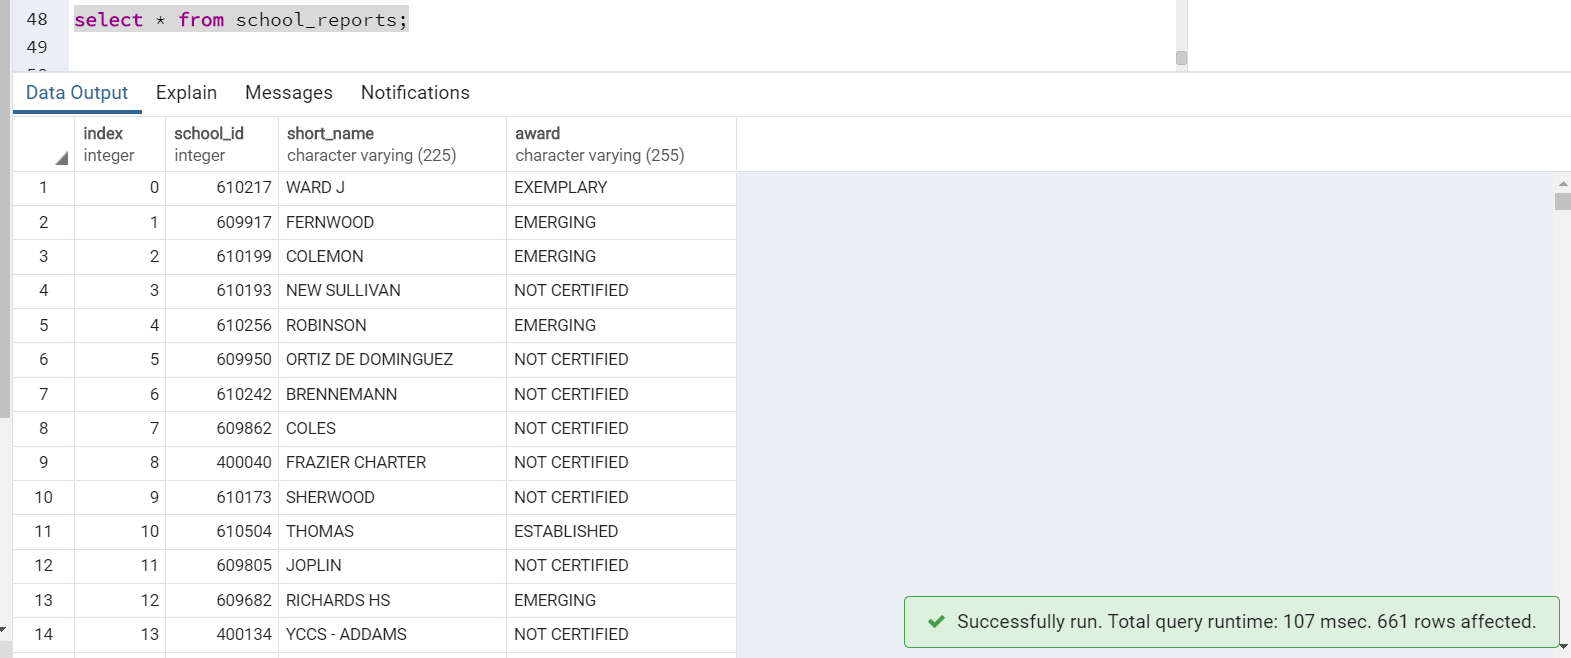 48 select * from school_reports;
49
Data Output Explain Messages Notifications
index school_id short_name award
integer integer character varying (225) character varying (255)
1 0 610217 WARD J EXEMPLARY
2 1 609917 FERNWOOD EMERGING
3 2 610199 COLEMON EMERGING
4 3 610193 NEW SULLIVAN NOT CERTIFIED
5 4 610256 ROBINSON EMERGING
6 5 609950 ORTIZ DE DOMINGUEZ NOT CERTIFIED
7 6 610242 BRENNEMANN NOT CERTIFIED
8 7 609862 COLES NOT CERTIFIED
9 8 400040 FRAZIER CHARTER NOT CERTIFIED
10 9 610173 SHERWOOD NOT CERTIFIED
11 10 610504 THOMAS ESTABLISHED
12 11 609805 JOPLIN NOT CERTIFIED
13 12 609682 RICHARDS HS EMERGING
14 13 400134 YCCS - ADDAMS NOT CERTIFIED
Successfully run. Total query runtime: 107 msec. 661 rows affected.